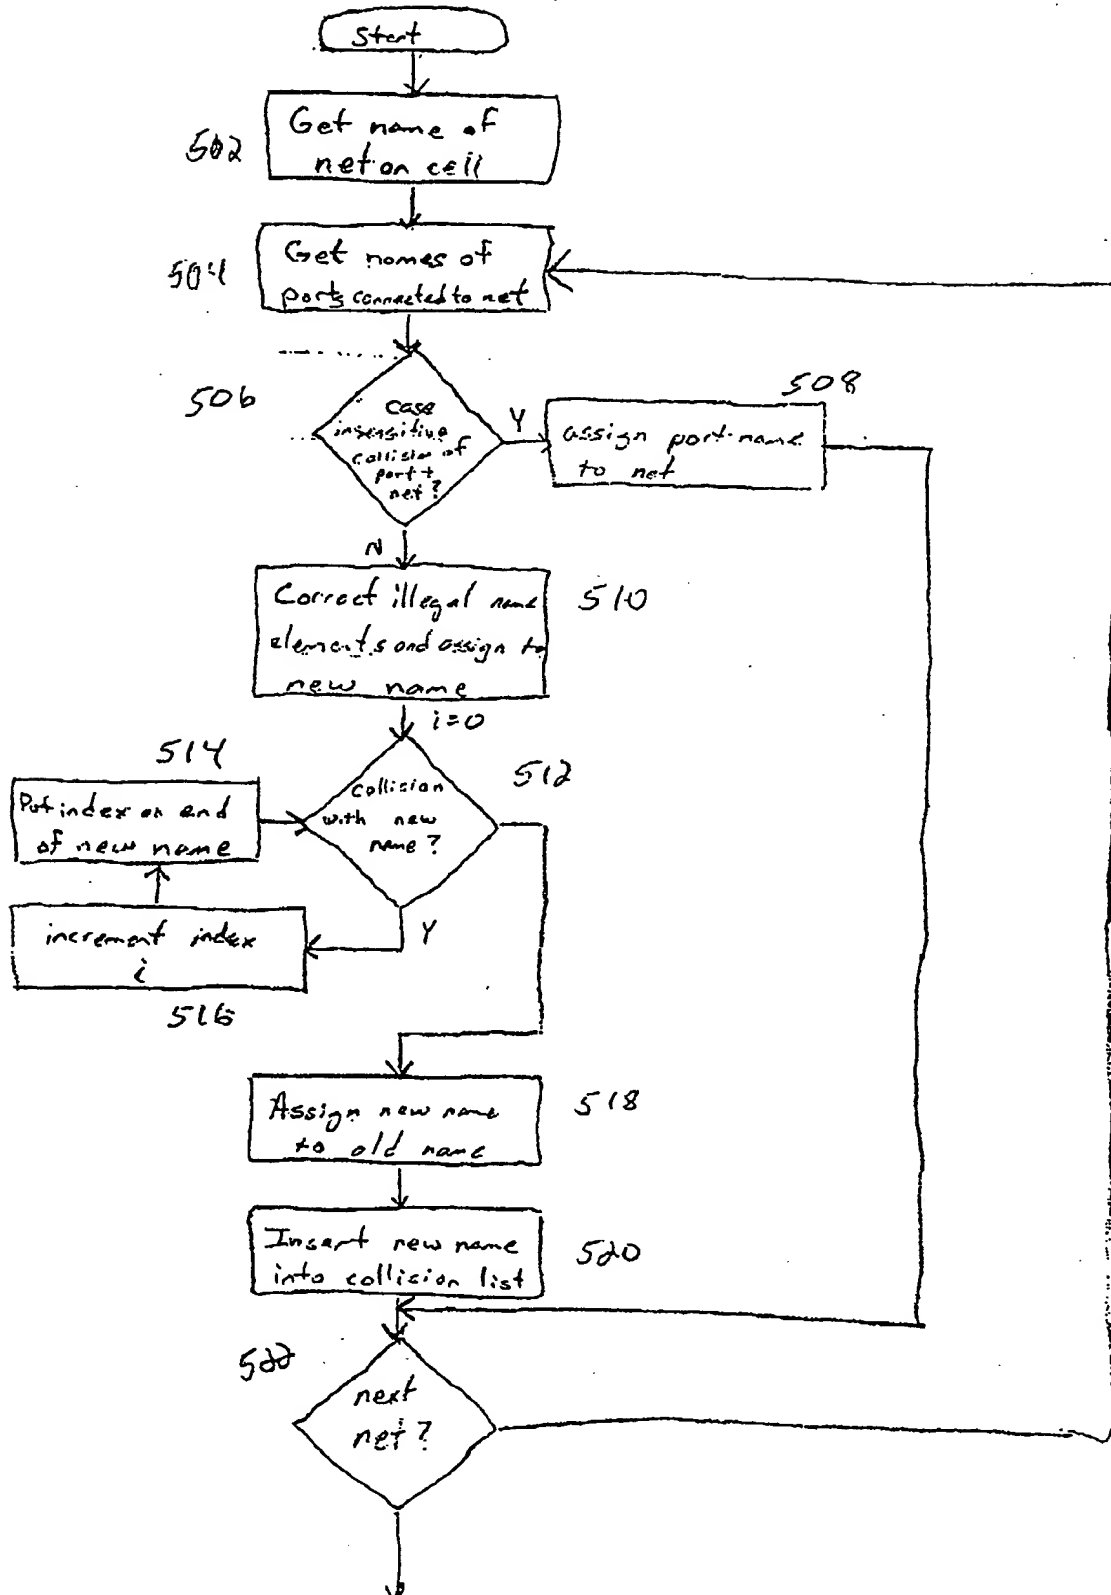 Start
502
Get name of
net on cell
504
Get names of
ports connected to net
506
case
insensitive
collision of
port +
net?
Y
508
assign port name
to net
N
Correct illegal name
elements and assign to
new name
510
i=0
514
Put index on end
of new name
collision
with new
name?
512
Y
increment index
i
516
Assign new name
to old name
518
Insert new name
into collision list
520
522
next
net?